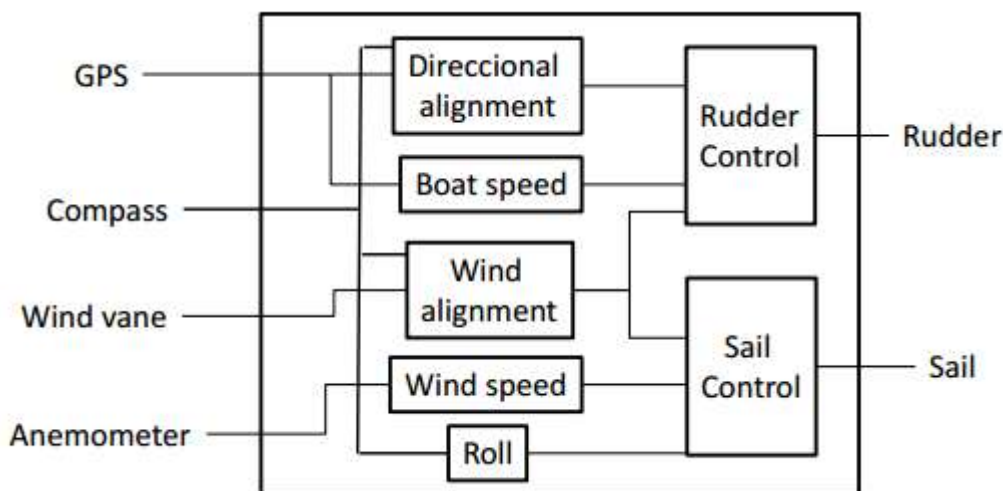 GPS
Compass
Wind vane
Anemometer
Direccional
alignment
Boat speed
Wind
alignment
Wind speed
Roll
Rudder
Control
Sail
Control
Rudder
Sail